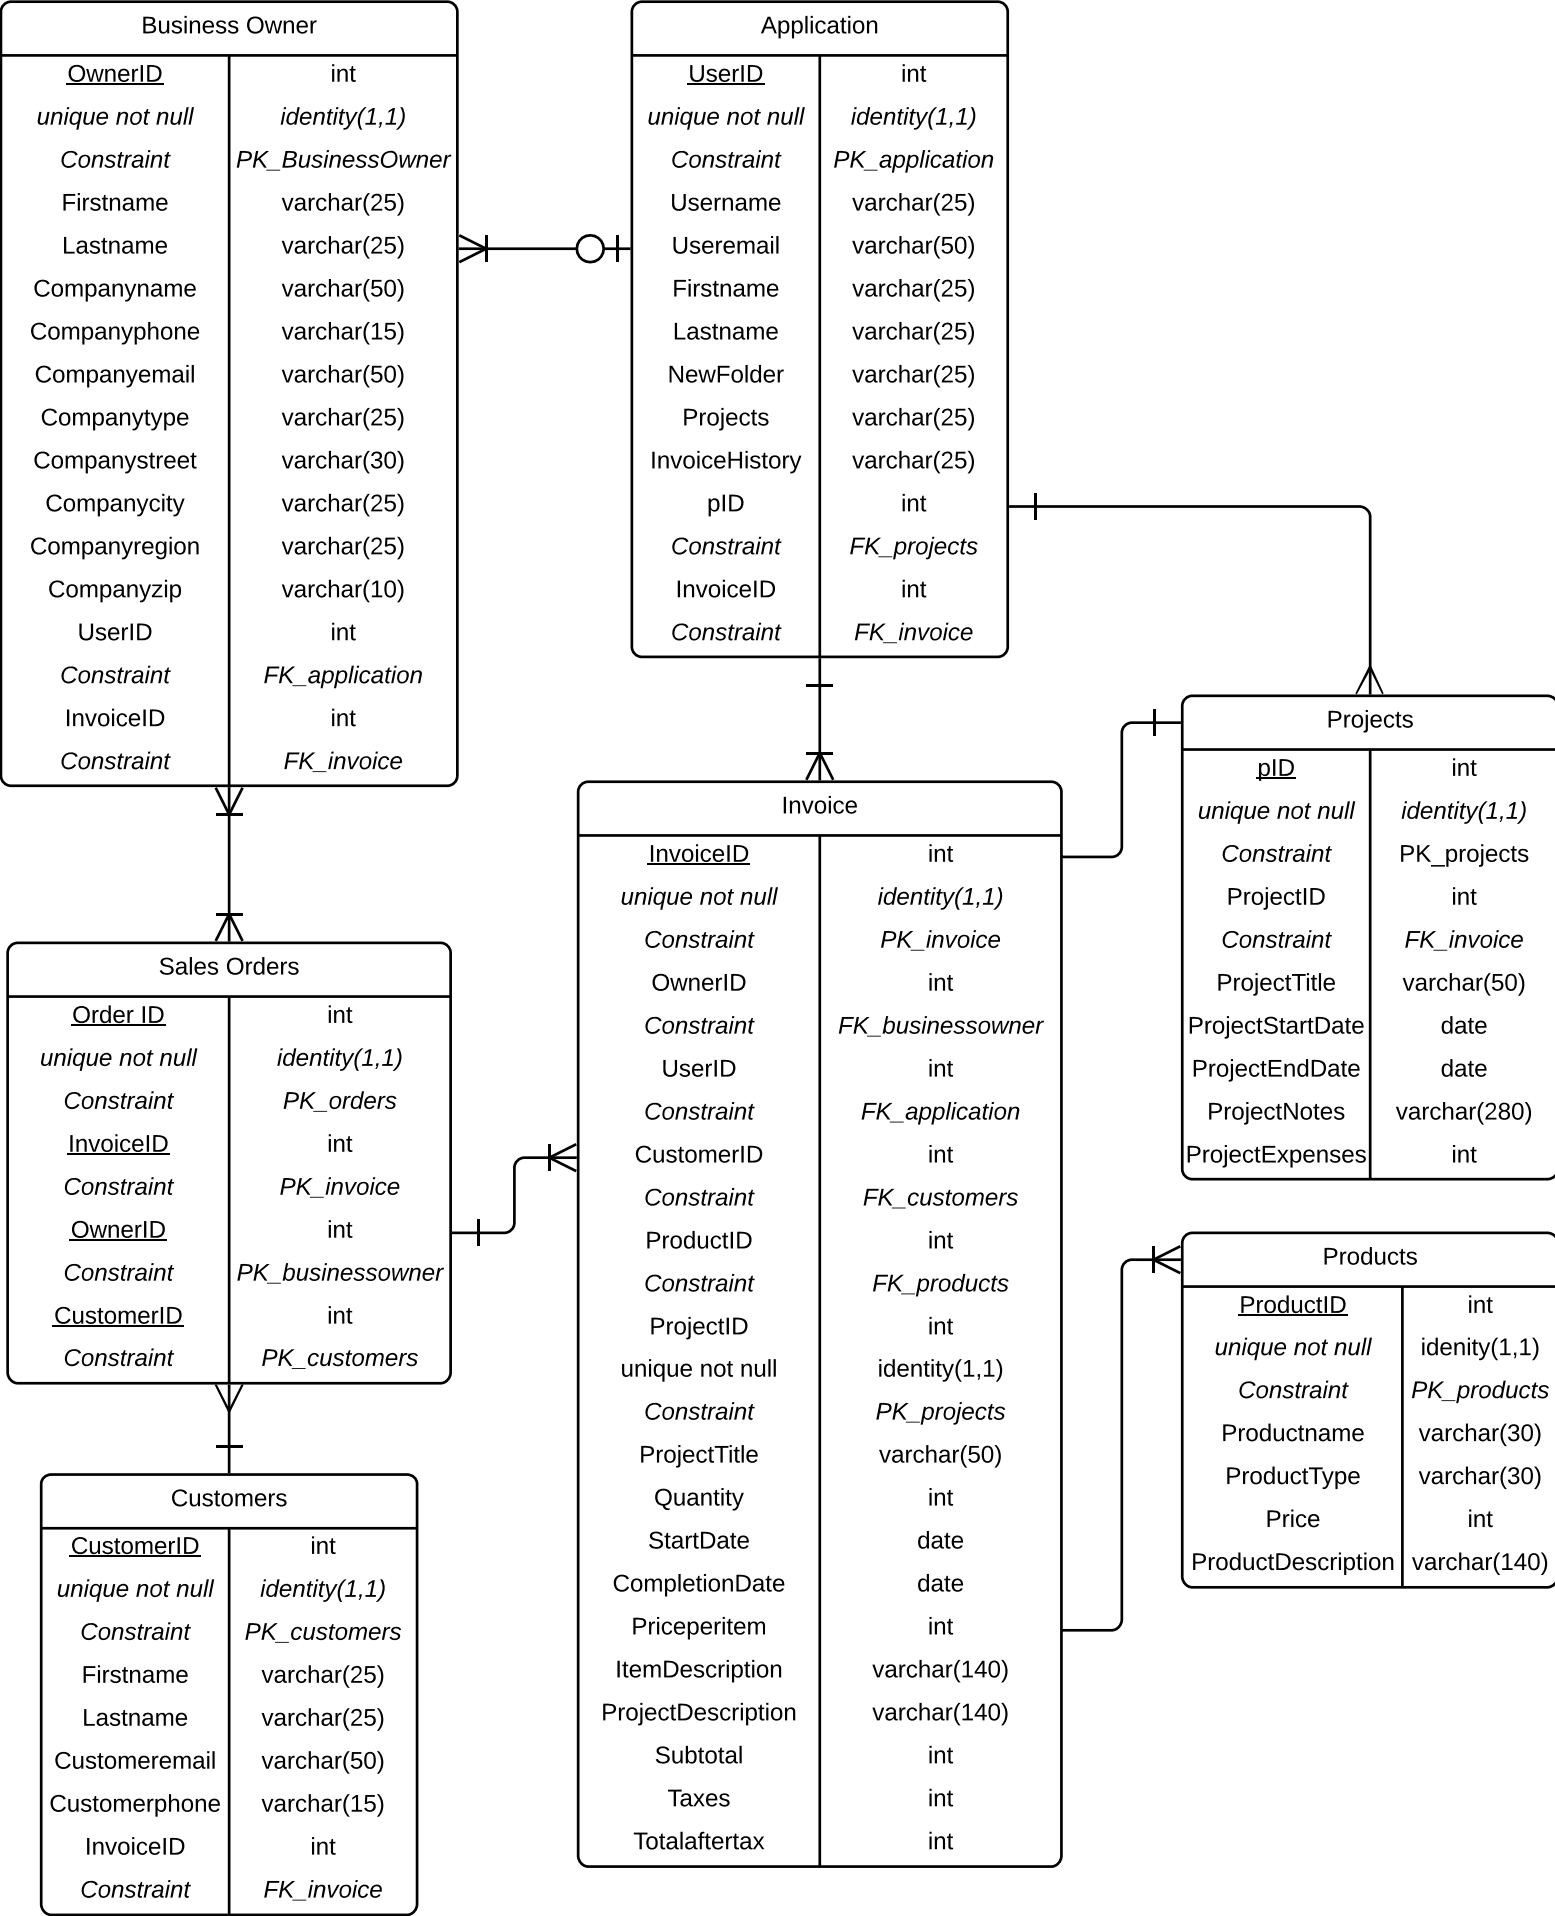 Business Owner
OwnerID int
unique not null identity(1,1)
Constraint PK_BusinessOwner
Firstname varchar(25)
Lastname varchar(25)
Companyname varchar(50)
Companyphone varchar(15)
Companyemail varchar(50)
Companytype varchar(25)
Companystreet varchar(30)
Companycity varchar(25)
Companyregion varchar(25)
Companyzip varchar(10)
UserID int
Constraint FK_application
InvoiceID int
Constraint FK_invoice
Application
UserID int
unique not null identity(1,1)
Constraint PK_application
Username varchar(25)
Useremail varchar(50)
Firstname varchar(25)
Lastname varchar(25)
NewFolder varchar(25)
Projects varchar(25)
InvoiceHistory varchar(25)
pID int
Constraint FK_projects
InvoiceID int
Constraint FK_invoice
Projects
pID int
unique not null identity(1,1)
Constraint PK_projects
ProjectID int
Constraint FK_invoice
ProjectTitle varchar(50)
ProjectStartDate date
ProjectEndDate date
ProjectNotes varchar(280)
ProjectExpenses int
Invoice
InvoiceID int
unique not null identity(1,1)
Constraint PK_invoice
OwnerID int
Constraint FK_businessowner
UserID int
Constraint FK_application
CustomerID int
Constraint FK_customers
ProductID int
Constraint FK_products
ProjectID int
unique not null identity(1,1)
Constraint PK_projects
ProjectTitle varchar(50)
Quantity int
StartDate date
CompletionDate date
Priceperitem int
ItemDescription varchar(140)
ProjectDescription varchar(140)
Subtotal int
Taxes int
Totalaftertax int
Sales Orders
Order ID int
unique not null identity(1,1)
Constraint PK_orders
InvoiceID int
Constraint PK_invoice
OwnerID int
Constraint PK_businessowner
CustomerID int
Constraint PK_customers
Products
ProductID int
unique not null idenity(1,1)
Constraint PK_products
Productname varchar(30)
ProductType varchar(30)
Price int
ProductDescription varchar(140)
Customers
CustomerID int
unique not null identity(1,1)
Constraint PK_customers
Firstname varchar(25)
Lastname varchar(25)
Customeremail varchar(50)
Customerphone varchar(15)
InvoiceID int
Constraint FK_invoice